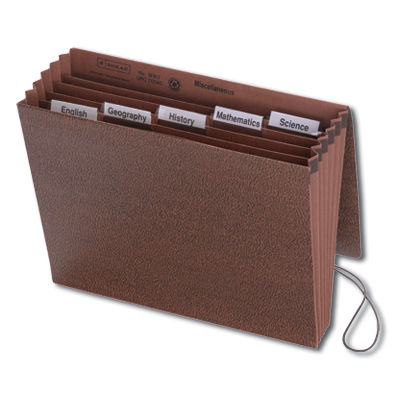 Miscellaneous
English
Geography
History
Mathematics
Science